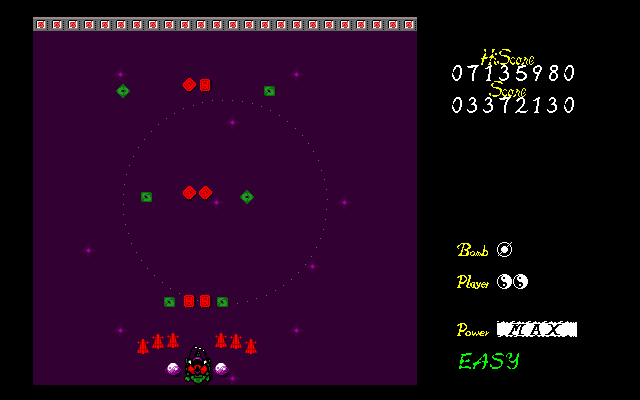 HiScore
07135980
Score
03372130
Bomb
Player
Power MAX
EASY